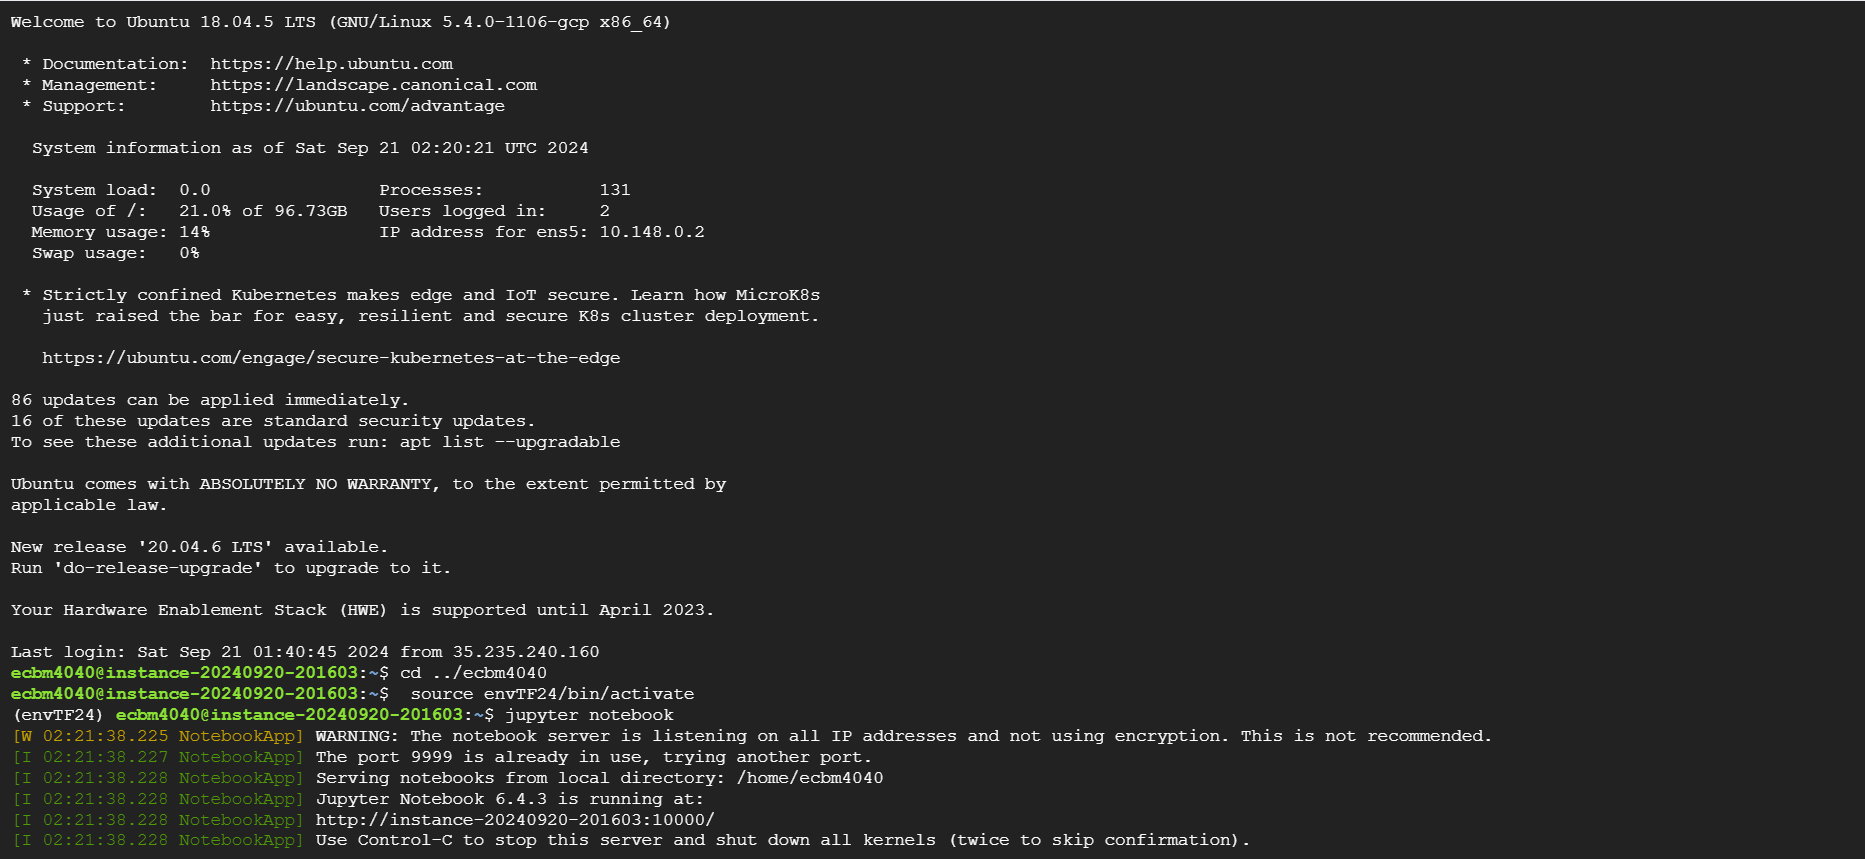 Welcome to Ubuntu 18.04.5 LTS (GNU/Linux 5.4.0-1106-gcp x86_64)

 * Documentation:  https://help.ubuntu.com
 * Management:     https://landscape.canonical.com
 * Support:        https://ubuntu.com/advantage

  System information as of Sat Sep 21 02:20:21 UTC 2024

  System load:  0.0                Processes:           131
  Usage of /:   21.0% of 96.73GB   Users logged in:     2
  Memory usage: 14%                IP address for ens5: 10.148.0.2
  Swap usage:   0%

 * Strictly confined Kubernetes makes edge and IoT secure. Learn how MicroK8s
   just raised the bar for easy, resilient and secure K8s cluster deployment.

   https://ubuntu.com/engage/secure-kubernetes-at-the-edge

86 updates can be applied immediately.
16 of these updates are standard security updates.
To see these additional updates run: apt list --upgradable

Ubuntu comes with ABSOLUTELY NO WARRANTY, to the extent permitted by
applicable law.

New release '20.04.6 LTS' available.
Run 'do-release-upgrade' to upgrade to it.

Your Hardware Enablement Stack (HWE) is supported until April 2023.

Last login: Sat Sep 21 01:40:45 2024 from 35.235.240.160
ecbm4040@instance-20240920-201603:~$ cd ../ecbm4040
ecbm4040@instance-20240920-201603:~$  source envTF24/bin/activate
(envTF24) ecbm4040@instance-20240920-201603:~$ jupyter notebook
[W 02:21:38.225 NotebookApp] WARNING: The notebook server is listening on all IP addresses and not using encryption. This is not recommended.
[I 02:21:38.227 NotebookApp] The port 9999 is already in use, trying another port.
[I 02:21:38.228 NotebookApp] Serving notebooks from local directory: /home/ecbm4040
[I 02:21:38.228 NotebookApp] Jupyter Notebook 6.4.3 is running at:
[I 02:21:38.228 NotebookApp] http://instance-20240920-201603:10000/
[I 02:21:38.228 NotebookApp] Use Control-C to stop this server and shut down all kernels (twice to skip confirmation).